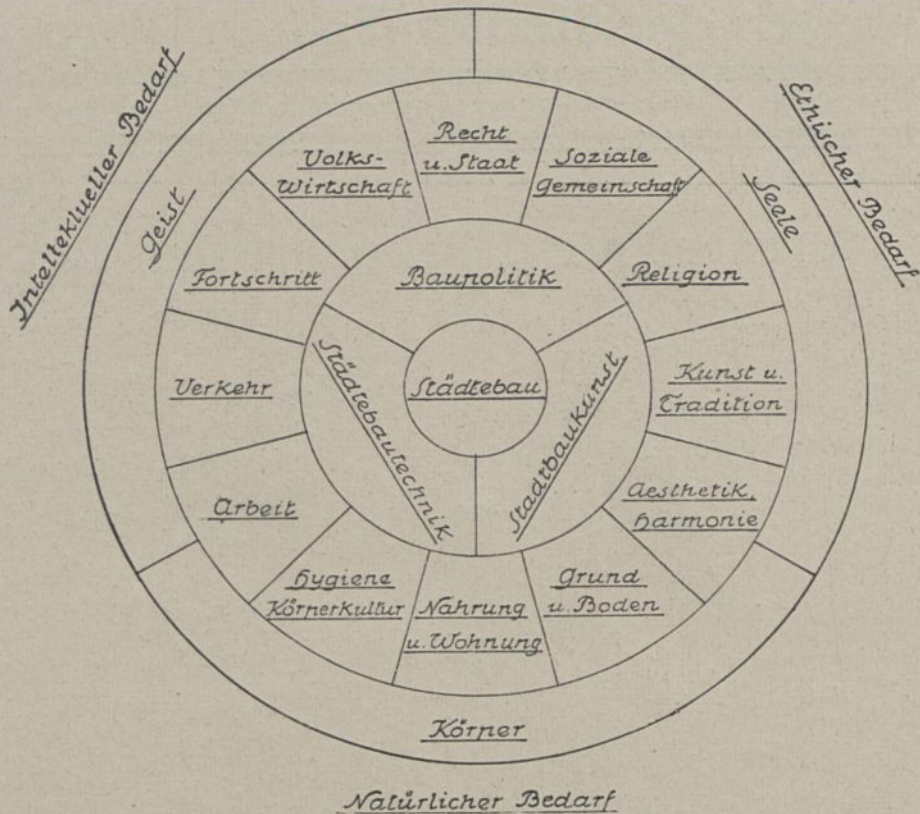 Intellektlueller Bedarf
Ethischer Bedarf
Geist
Seele
Volks-
Wirtschaft
Recht
u. Staat
Soziale
Gemeinschaft
Fortschritt
Baupolitik
Religion
Verkehr
Städtebautechnik
Städtebau
Stadtbaukunst
Kunst u.
Tradition
Arbeit
Aesthetik,
Harmonie
Hygiene
Körperkultur
Nahrung
u. Wohnung
Grund
u. Boden
Körper
Natürlicher Bedarf